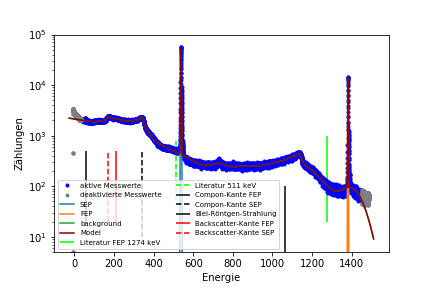 10⁵
10⁴
10³
10²
10¹
Zählungen
aktive Messwerte
deaktivierte Messwerte
SEP
FEP
background
Model
Literatur FEP 1274 keV
Literatur 511 keV
Compon-Kante FEP
Compon-Kante SEP
Blei-Röntgen-Strahlung
Backscatter-Kante FEP
Backscatter-Kante SEP
0 200 400 600 800 1000 1200 1400
Energie